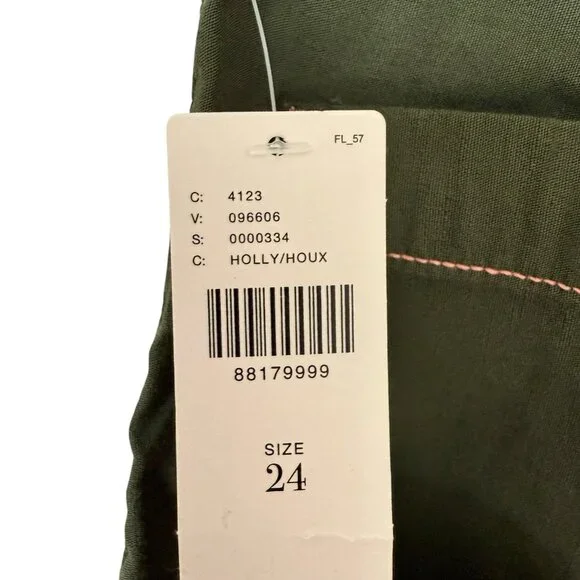 FL_57
C: 4123
V: 096606
S: 0000334
C: HOLLY/HOUX
88179999
SIZE
24